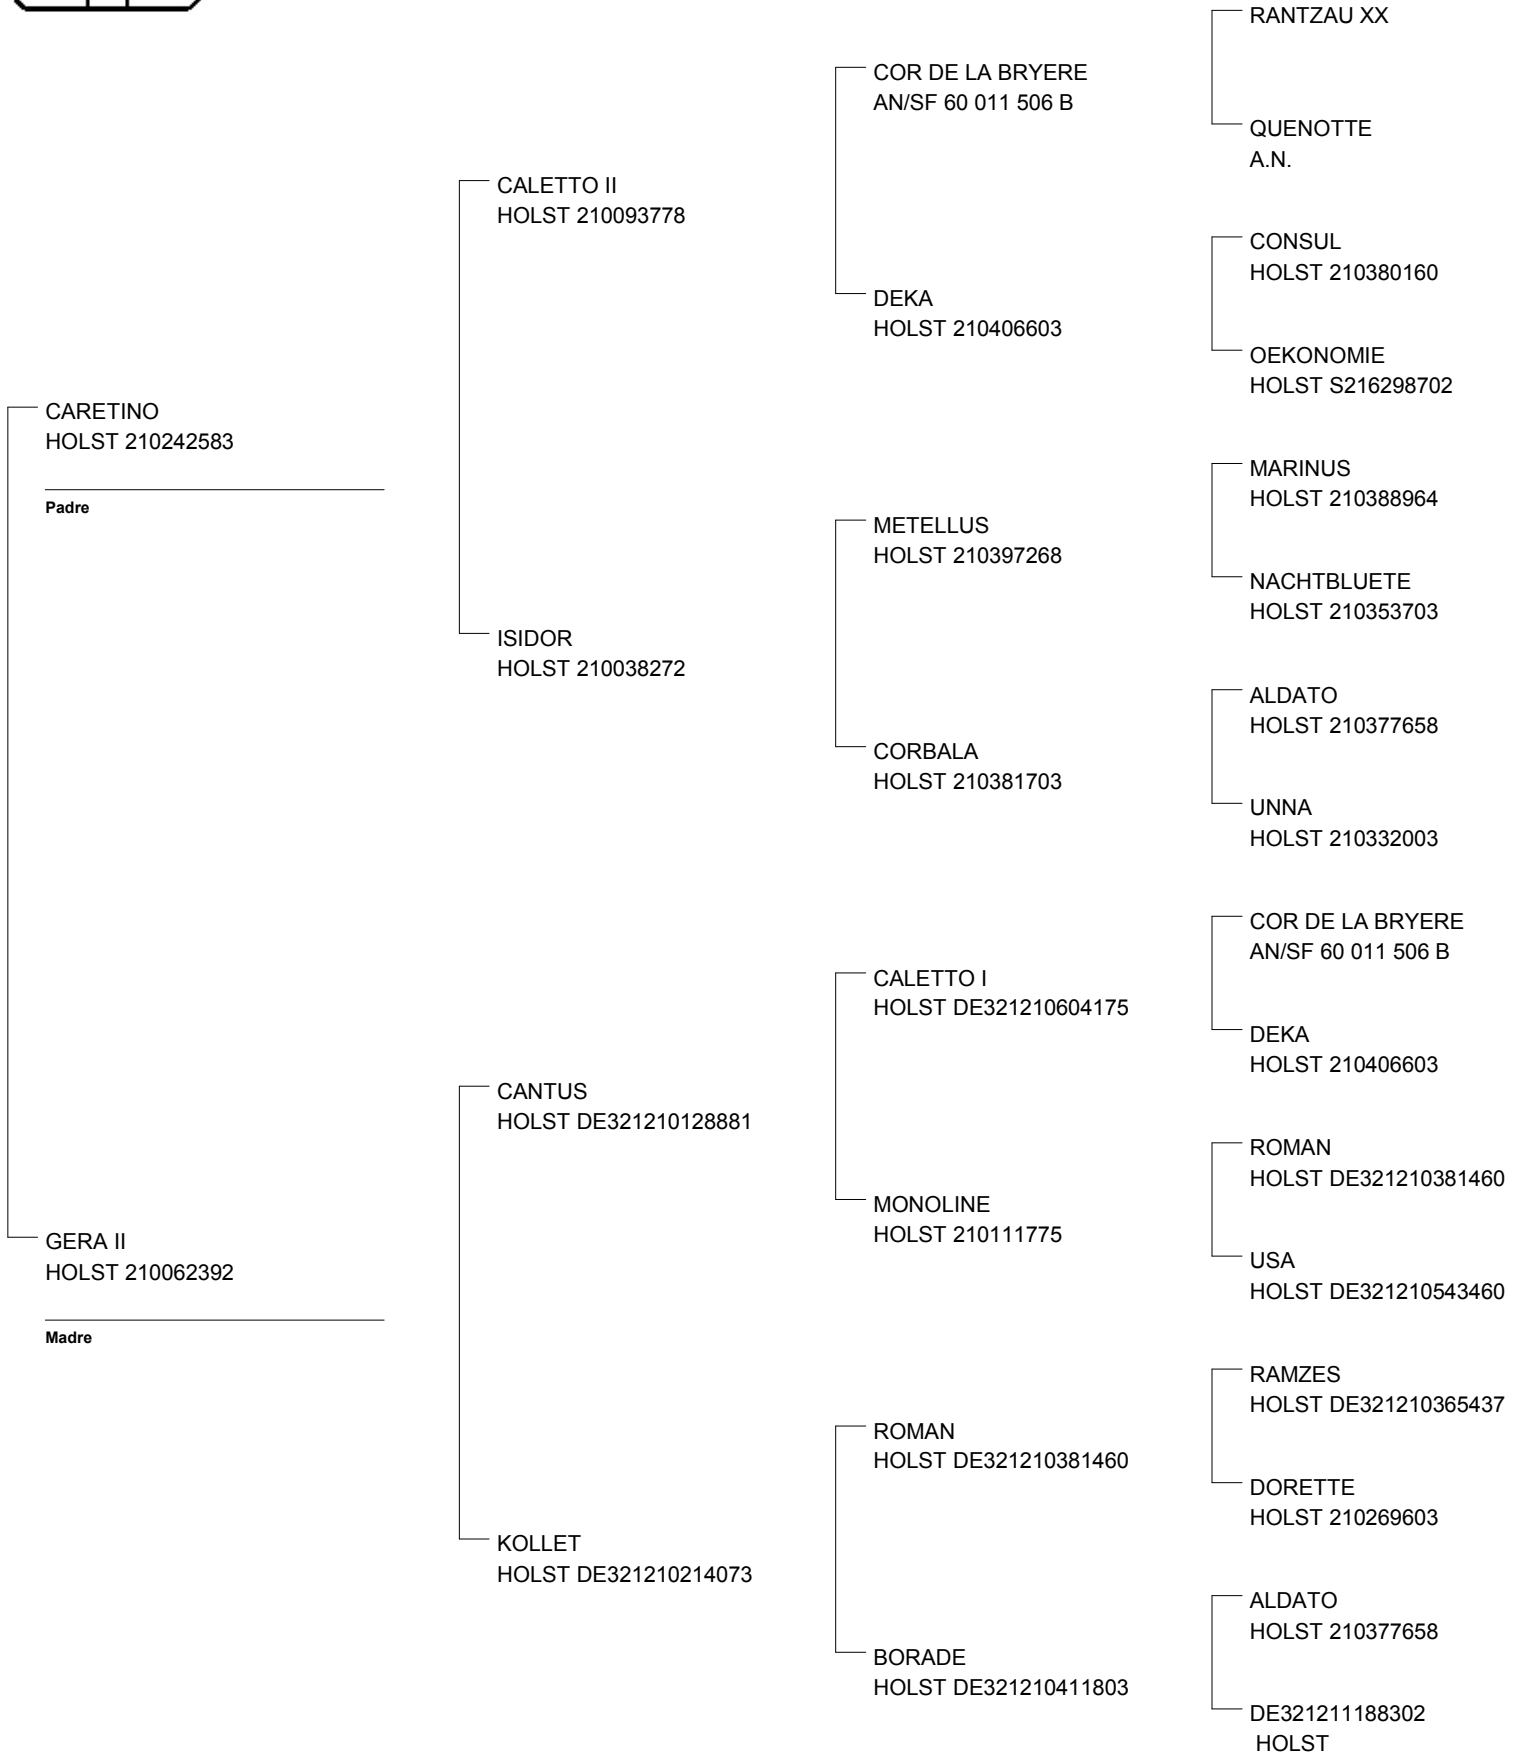 RANTZAU XX
COR DE LA BRYERE
AN/SF 60 011 506 B
QUENOTTE
A.N.
CALETTO II
HOLST 210093778
CONSUL
HOLST 210380160
DEKA
HOLST 210406603
OEKONOMIE
HOLST S216298702
CARETINO
HOLST 210242583
Padre
MARINUS
HOLST 210388964
METELLUS
HOLST 210397268
NACHTBLUETE
HOLST 210353703
ISIDOR
HOLST 210038272
ALDATO
HOLST 210377658
CORBALA
HOLST 210381703
UNNA
HOLST 210332003
COR DE LA BRYERE
AN/SF 60 011 506 B
CALETTO I
HOLST DE321210604175
DEKA
HOLST 210406603
CANTUS
HOLST DE321210128881
ROMAN
HOLST DE321210381460
MONOLINE
HOLST 210111775
USA
HOLST DE321210543460
GERA II
HOLST 210062392
Madre
RAMZES
HOLST DE321210365437
ROMAN
HOLST DE321210381460
DORETTE
HOLST 210269603
KOLLET
HOLST DE321210214073
ALDATO
HOLST 210377658
BORADE
HOLST DE321210411803
DE321211188302
HOLST